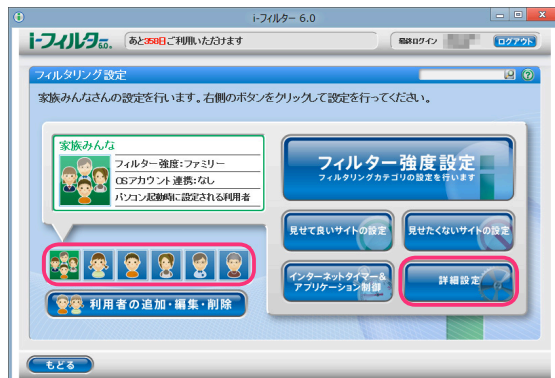 i-フィルター 6.0
i-フィルター6.0.
あと358日ご利用いただけます
最終ログイン
ログアウト
フィルタリング設定
家族みんなさんの設定を行います。右側のボタンをクリックして設定を行ってください。
家族みんな
フィルター強度:ファミリー
OSアカウント連携:なし
パソコン起動時に設定される利用者
フィルター強度設定
フィルタリングカテゴリの設定を行います
見せて良いサイトの設定
見せたくないサイトの設定
インターネットタイマー&
アプリケーション制御
詳細設定
利用者の追加・編集・削除
もどる